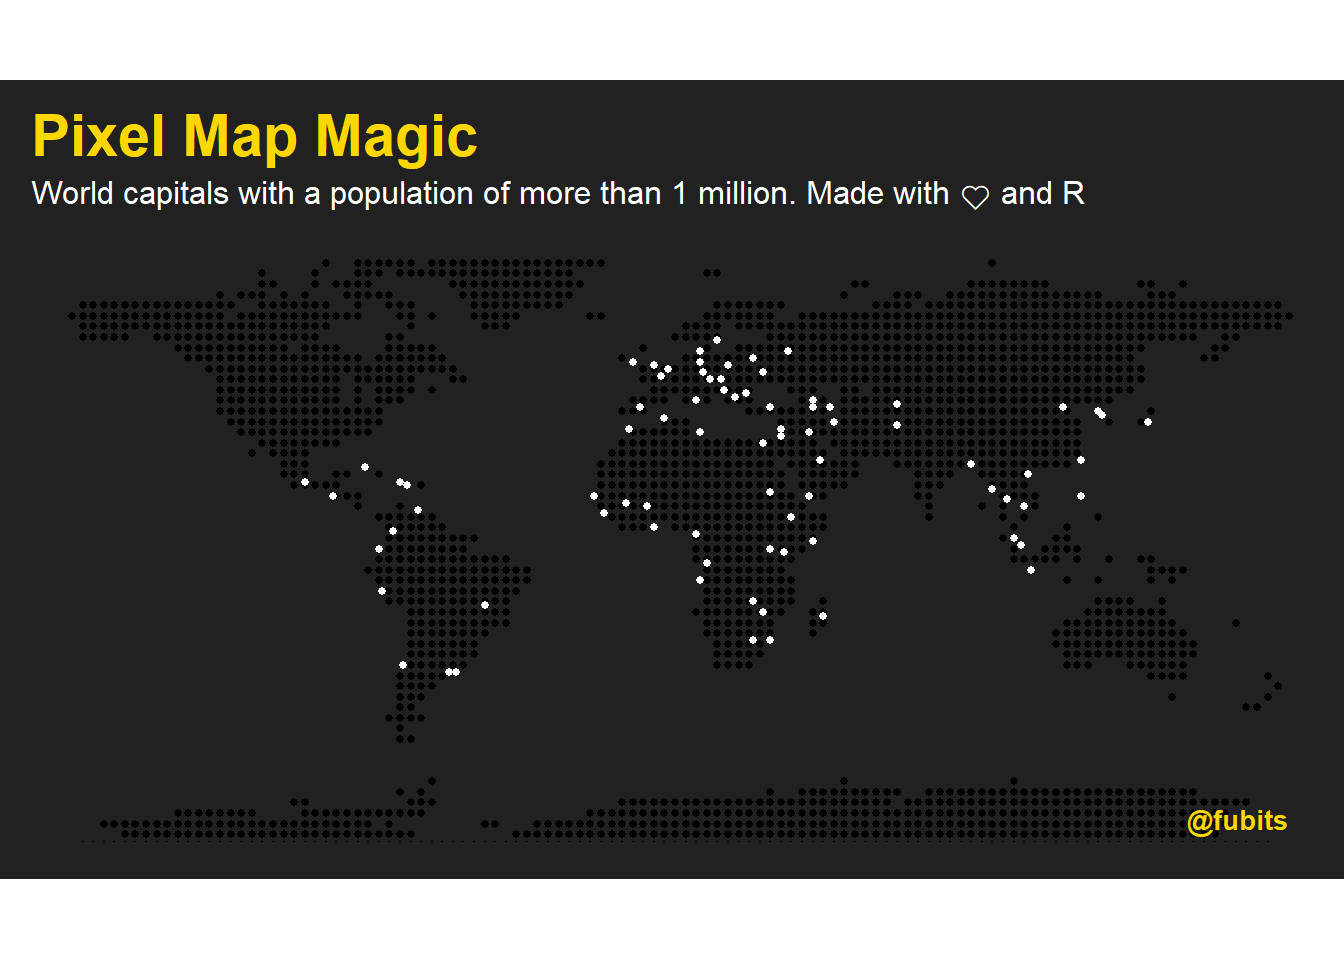 Pixel Map Magic
World capitals with a population of more than 1 million. Made with ♡ and R
@fubits